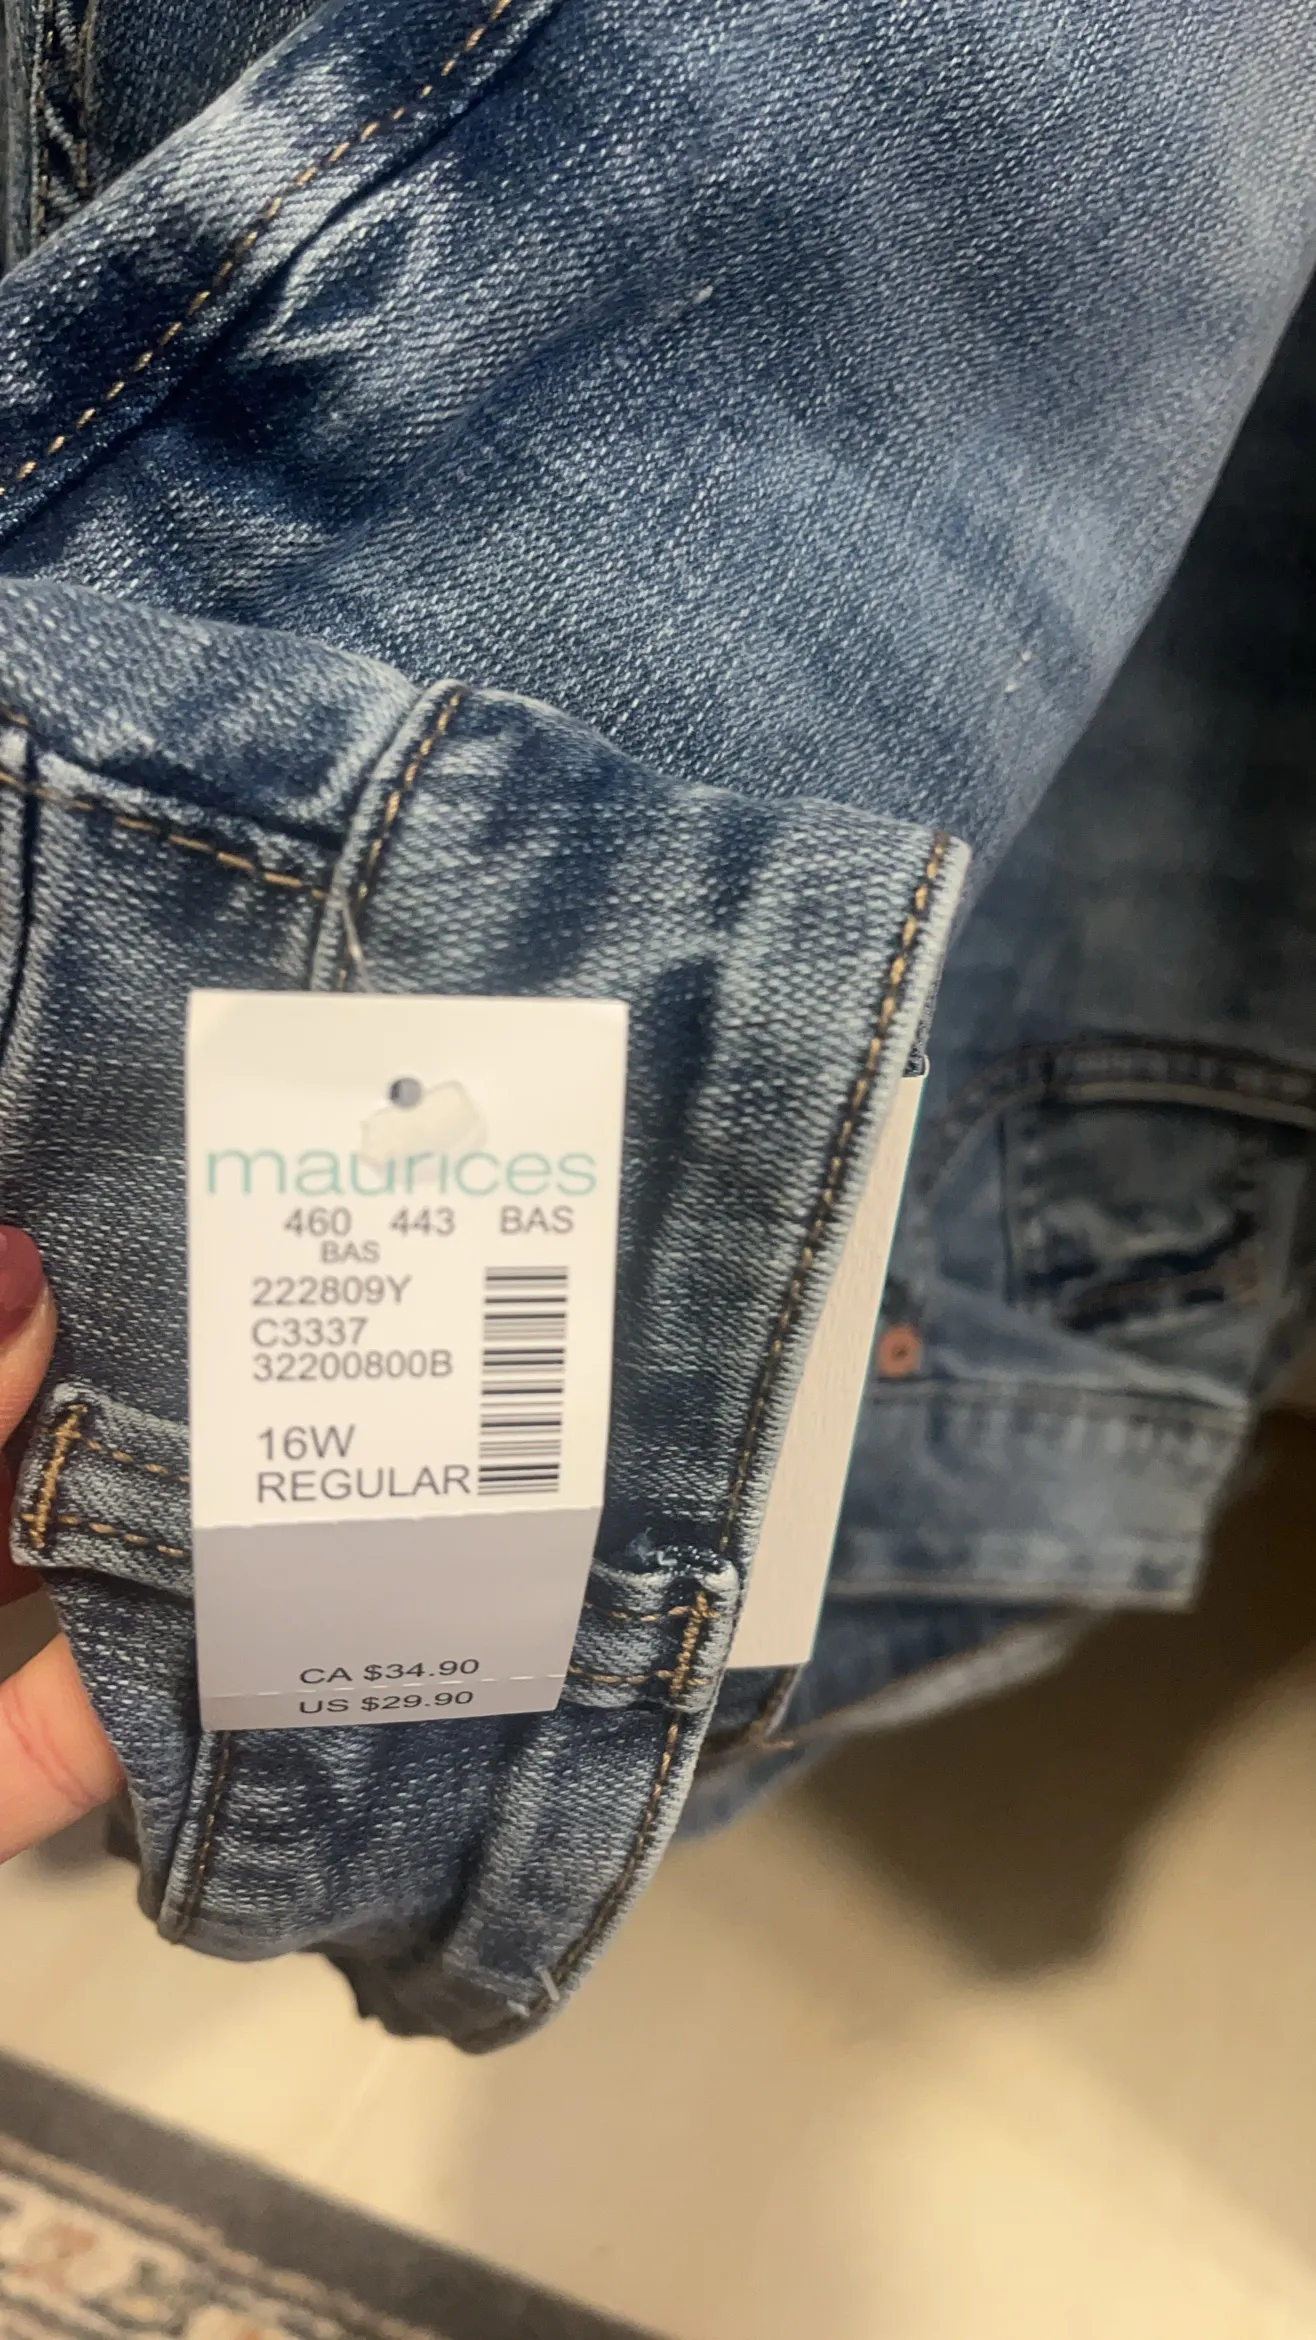 maurices
460 443 BAS
BAS
222809Y
C3337
32200800B
16W
REGULAR
CA $34.90
US $29.90